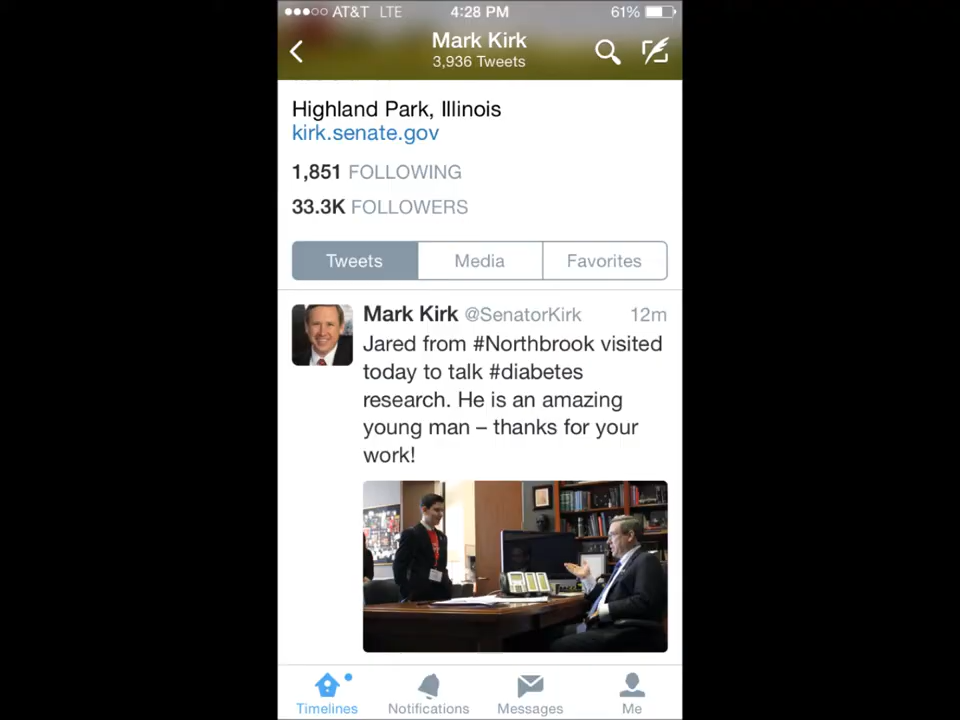 AT&T LTE 4:28 PM 61%
Mark Kirk
3,936 Tweets
Highland Park, Illinois
kirk.senate.gov
1,851 FOLLOWING
33.3K FOLLOWERS
Tweets Media Favorites
Mark Kirk @SenatorKirk 12m
Jared from #Northbrook visited
today to talk #diabetes
research. He is an amazing
young man – thanks for your
work!
Timelines Notifications Messages Me